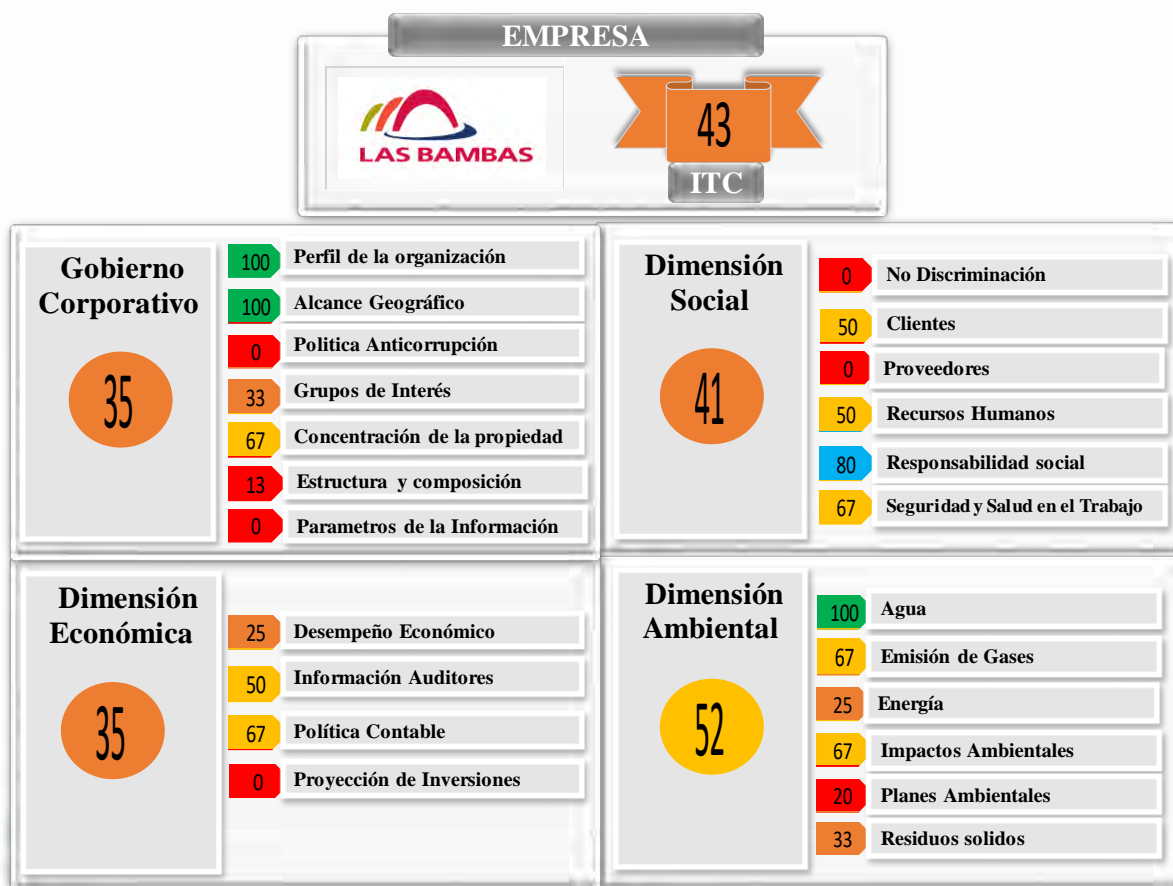 EMPRESA
LAS BAMBAS
43
ITC
Gobierno
Corporativo
35
100 Perfil de la organización
100 Alcance Geográfico
0 Politica Anticorrupción
33 Grupos de Interés
67 Concentración de la propiedad
13 Estructura y composición
0 Parametros de la Información
Dimensión
Social
41
0 No Discriminación
50 Clientes
0 Proveedores
50 Recursos Humanos
80 Responsabilidad social
67 Seguridad y Salud en el Trabajo
Dimensión
Económica
35
25 Desempeño Económico
50 Información Auditores
67 Política Contable
0 Proyección de Inversiones
Dimensión
Ambiental
52
100 Agua
67 Emisión de Gases
25 Energía
67 Impactos Ambientales
20 Planes Ambientales
33 Residuos solidos